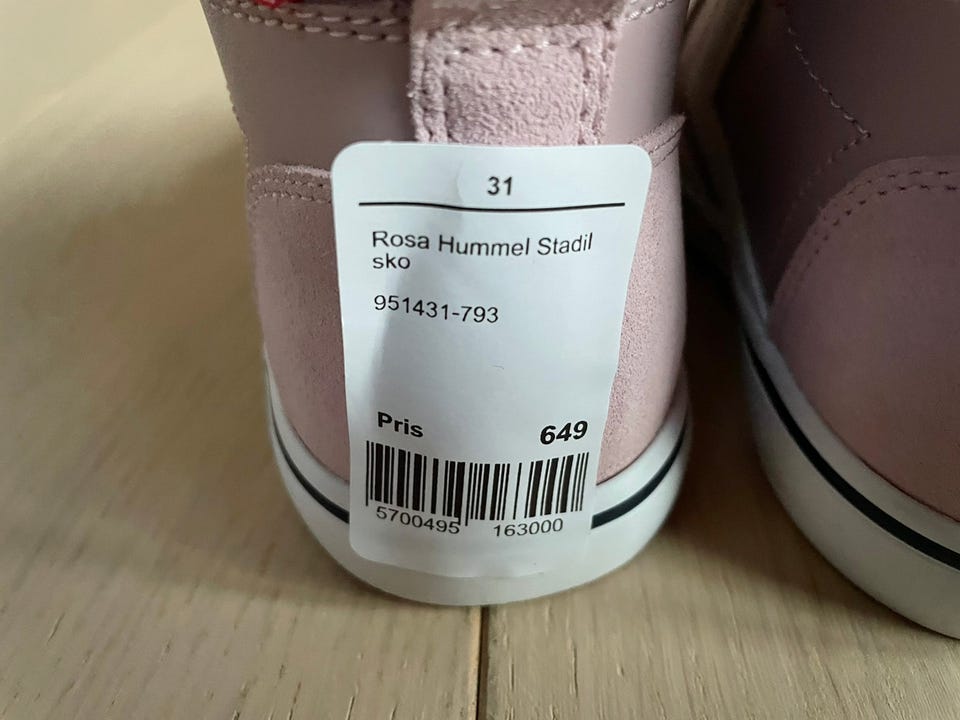 31
Rosa Hummel Stadil
sko
951431-793
Pris 649
5700495 163000